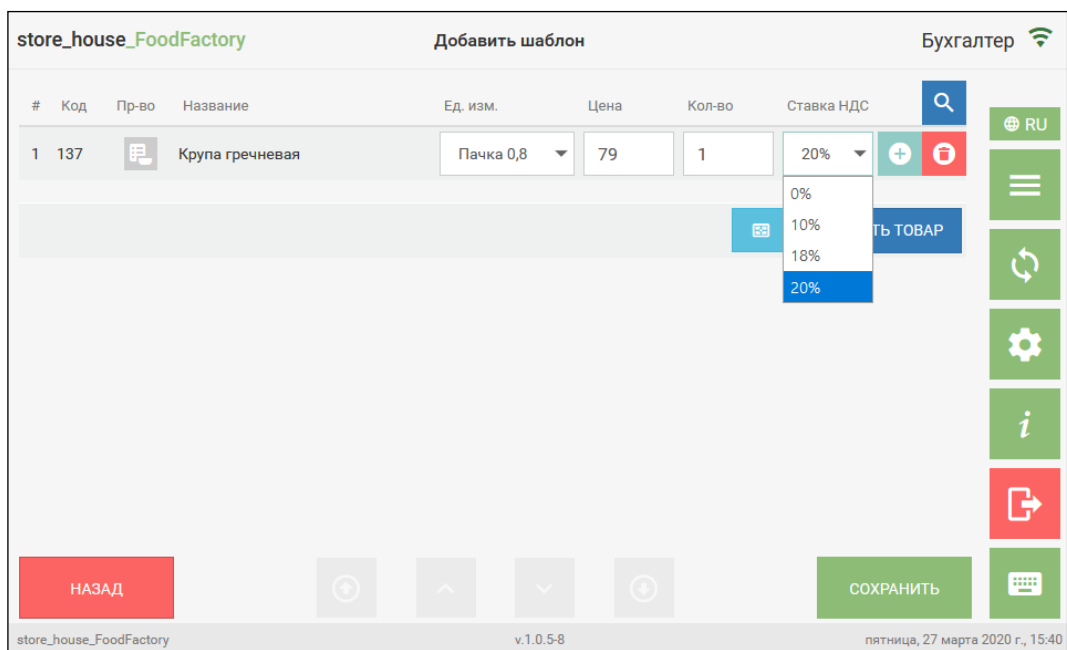 store_house_FoodFactory Добавить шаблон Бухгалтер
# Код Пр-во Название Ед. изм. Цена Кол-во Ставка НДС
RU
1 137 Крупа гречневая Пачка 0,8 79 1 20%
0%
10%
18%
20%
ТОВАР
i
НАЗАД СОХРАНИТЬ
store_house_FoodFactory v.1.0.5-8 пятница, 27 марта 2020 г., 15:40